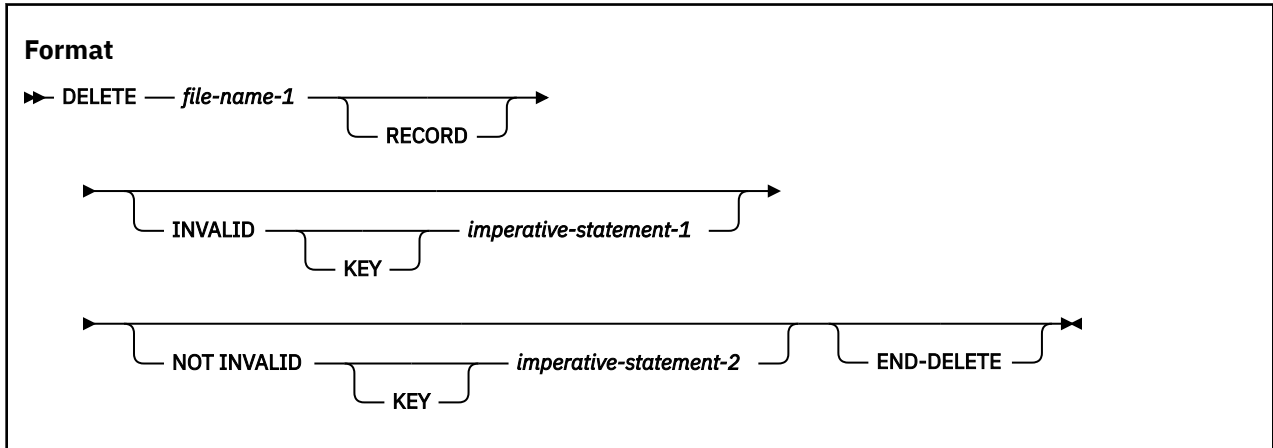 Format
DELETE file-name-1
RECORD
INVALID imperative-statement-1
KEY
NOT INVALID imperative-statement-2 END-DELETE
KEY